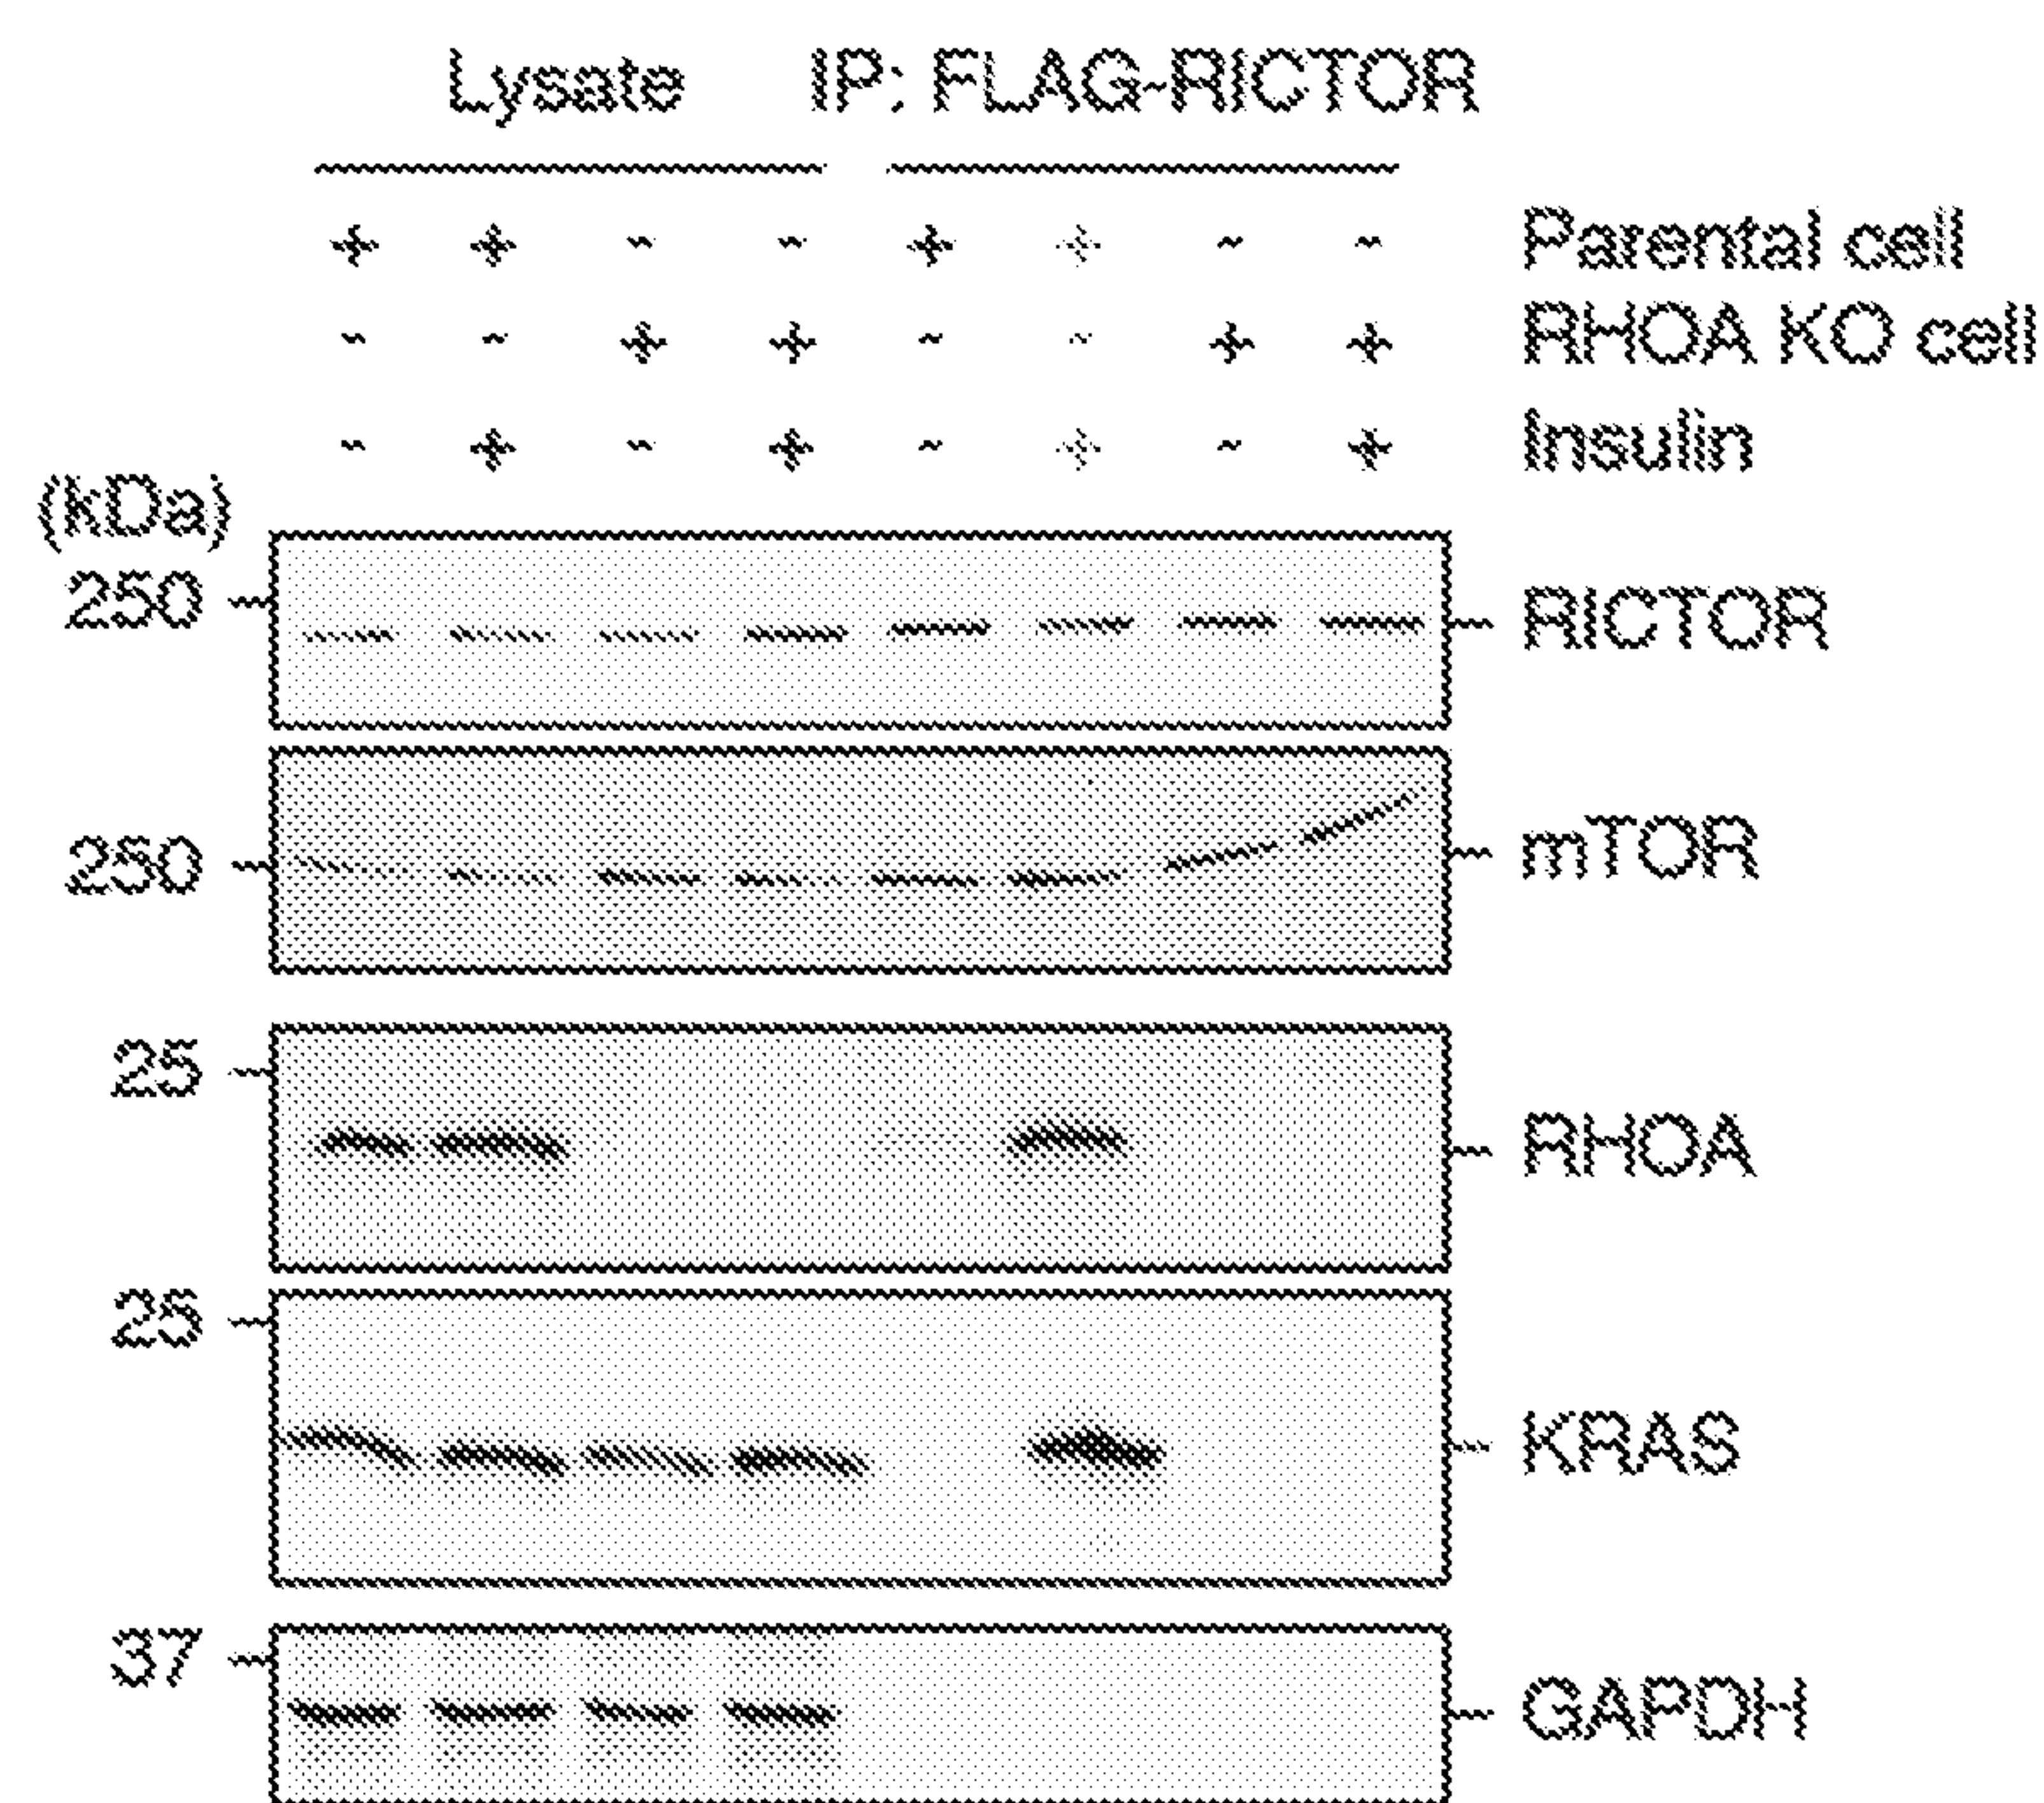 Lysate IP: FLAG-RICTOR
+ + - - + + - - Parental cell
- - + + - - + + RHOA KO cell
- + - + - + - + Insulin
(kDa)
250 RICTOR
250 mTOR
25 RHOA
25 KRAS
37 GAPDH